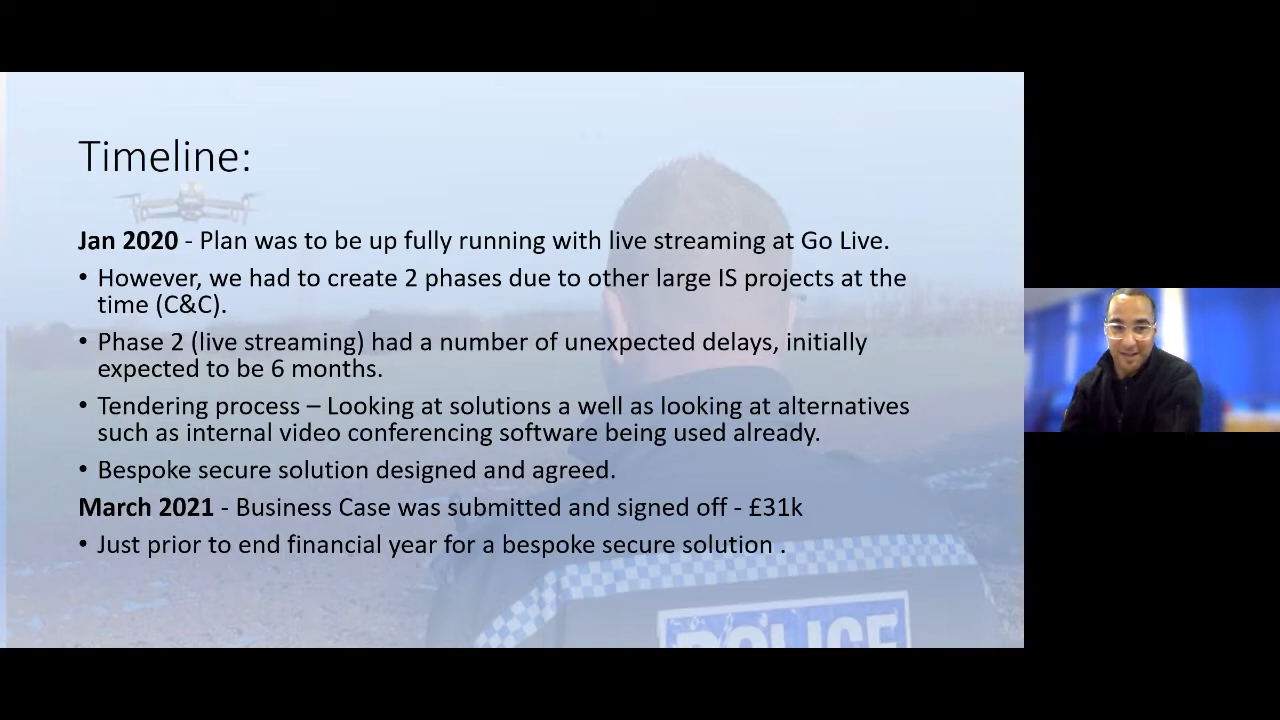 Timeline:
Jan 2020 - Plan was to be up fully running with live streaming at Go Live.
• However, we had to create 2 phases due to other large IS projects at the
time (C&C).
• Phase 2 (live streaming) had a number of unexpected delays, initially
expected to be 6 months.
• Tendering process – Looking at solutions a well as looking at alternatives
such as internal video conferencing software being used already.
• Bespoke secure solution designed and agreed.
March 2021 - Business Case was submitted and signed off - £31k
• Just prior to end financial year for a bespoke secure solution .
POLICE